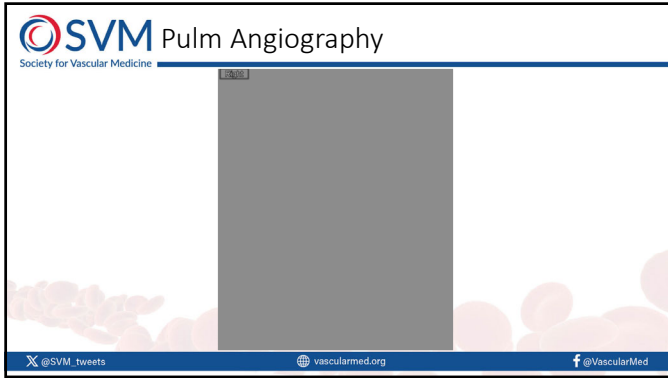 SVM Pulm Angiography
Society for Vascular Medicine
X @SVM_tweets
vascularmed.org
f @VascularMed